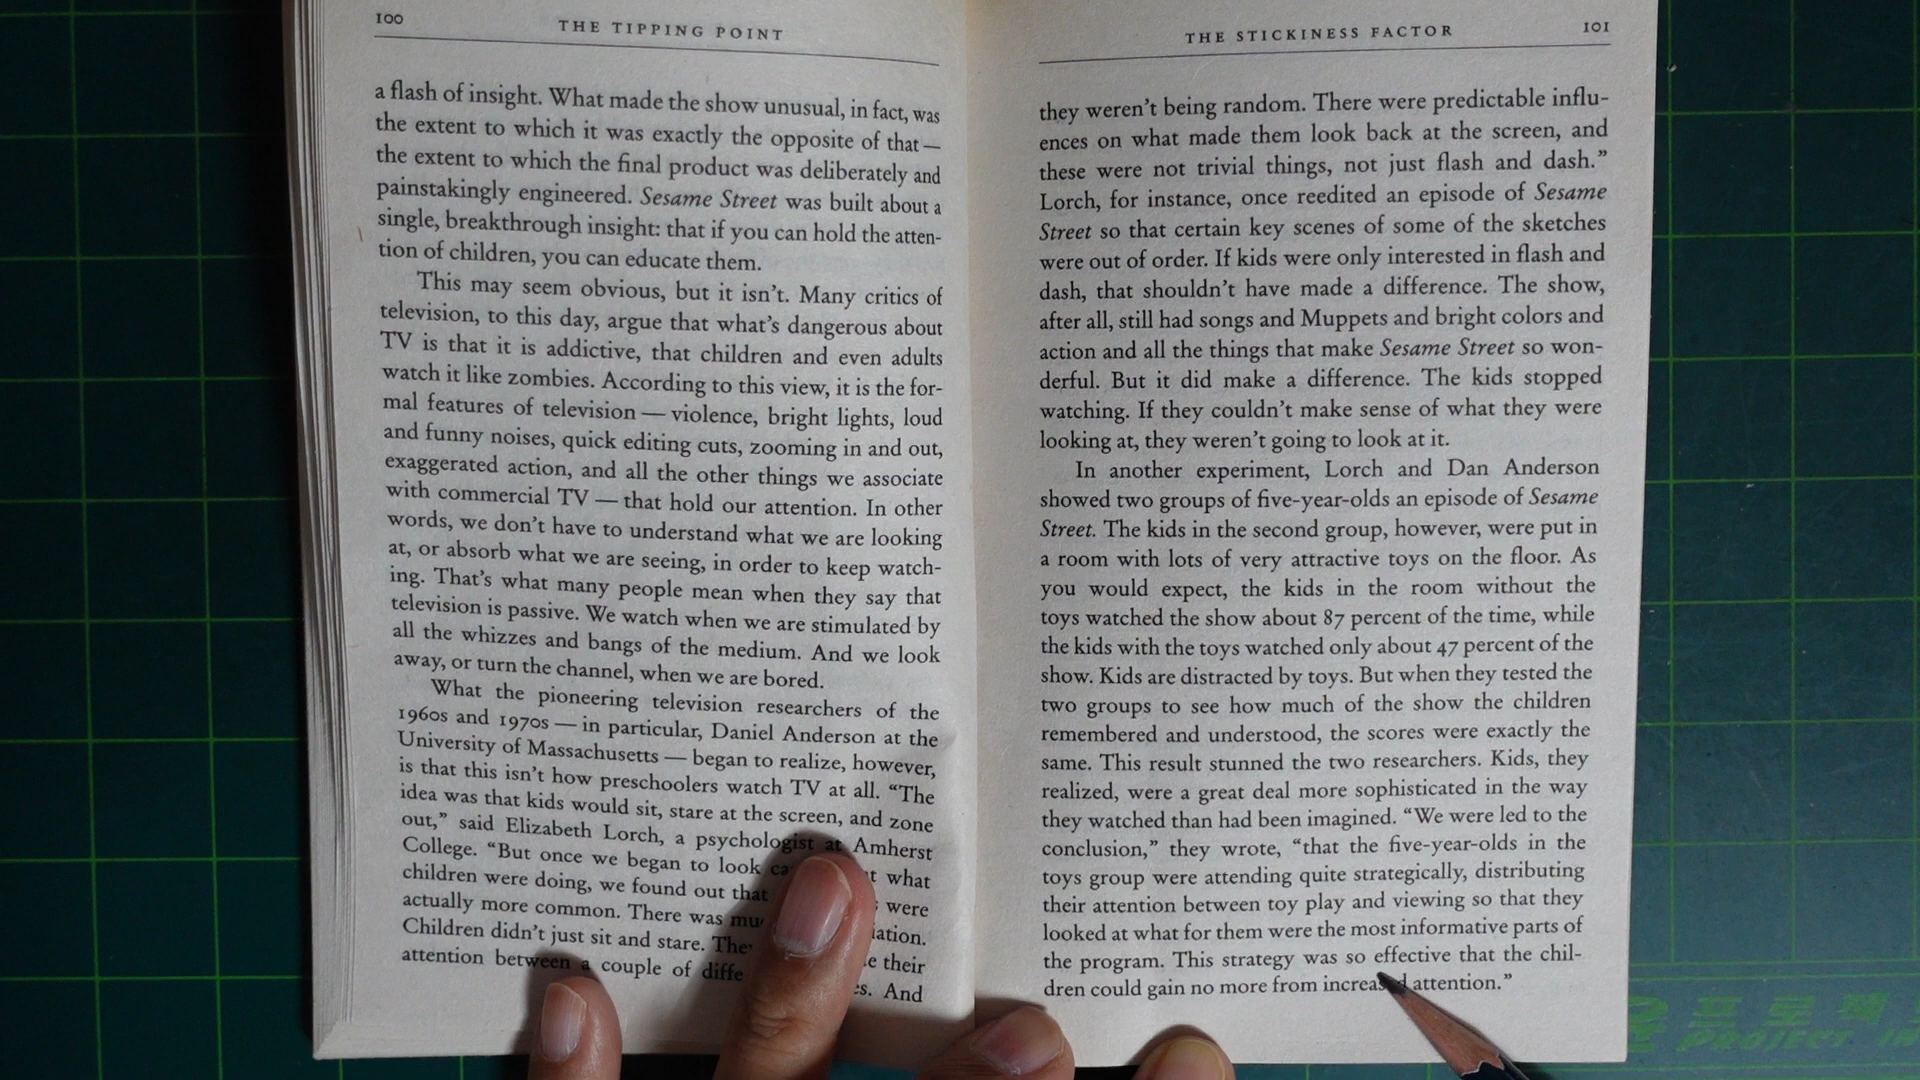 100
THE TIPPING POINT
a flash of insight. What made the show unusual, in fact, was
the extent to which it was exactly the opposite of that —
the extent to which the final product was deliberately and
painstakingly engineered. Sesame Street was built about a
single, breakthrough insight: that if you can hold the atten-
tion of children, you can educate them.
This may seem obvious, but it isn't. Many critics of
television, to this day, argue that what's dangerous about
TV is that it is addictive, that children and even adults
watch it like zombies. According to this view, it is the for-
mal features of television — violence, bright lights, loud
and funny noises, quick editing cuts, zooming in and out,
exaggerated action, and all the other things we associate
with commercial TV — that hold our attention. In other
words, we don't have to understand what we are looking
at, or absorb what we are seeing, in order to keep watch-
ing. That's what many people mean when they say that
television is passive. We watch when we are stimulated by
all the whizzes and bangs of the medium. And we look
away, or turn the channel, when we are bored.
What the pioneering television researchers of the
1960s and 1970s — in particular, Daniel Anderson at the
University of Massachusetts — began to realize, however,
is that this isn't how preschoolers watch TV at all. “The
idea was that kids would sit, stare at the screen, and zone
out,” said Elizabeth Lorch, a psychologist at Amherst
College. “But once we began to look what
children were doing, we found out that were
actually more common. There was
Children didn't just sit and stare. their
attention between a couple of And
THE STICKINESS FACTOR
101
they weren't being random. There were predictable influ-
ences on what made them look back at the screen, and
these were not trivial things, not just flash and dash.”
Lorch, for instance, once reedited an episode of Sesame
Street so that certain key scenes of some of the sketches
were out of order. If kids were only interested in flash and
dash, that shouldn't have made a difference. The show,
after all, still had songs and Muppets and bright colors and
action and all the things that make Sesame Street so won-
derful. But it did make a difference. The kids stopped
watching. If they couldn't make sense of what they were
looking at, they weren't going to look at it.
In another experiment, Lorch and Dan Anderson
showed two groups of five-year-olds an episode of Sesame
Street. The kids in the second group, however, were put in
a room with lots of very attractive toys on the floor. As
you would expect, the kids in the room without the
toys watched the show about 87 percent of the time, while
the kids with the toys watched only about 47 percent of the
show. Kids are distracted by toys. But when they tested the
two groups to see how much of the show the children
remembered and understood, the scores were exactly the
same. This result stunned the two researchers. Kids, they
realized, were a great deal more sophisticated in the way
they watched than had been imagined. “We were led to the
conclusion,” they wrote, “that the five-year-olds in the
toys group were attending quite strategically, distributing
their attention between toy play and viewing so that they
looked at what for them were the most informative parts of
the program. This strategy was so effective that the chil-
dren could gain no more from increased attention.”
PROJECT